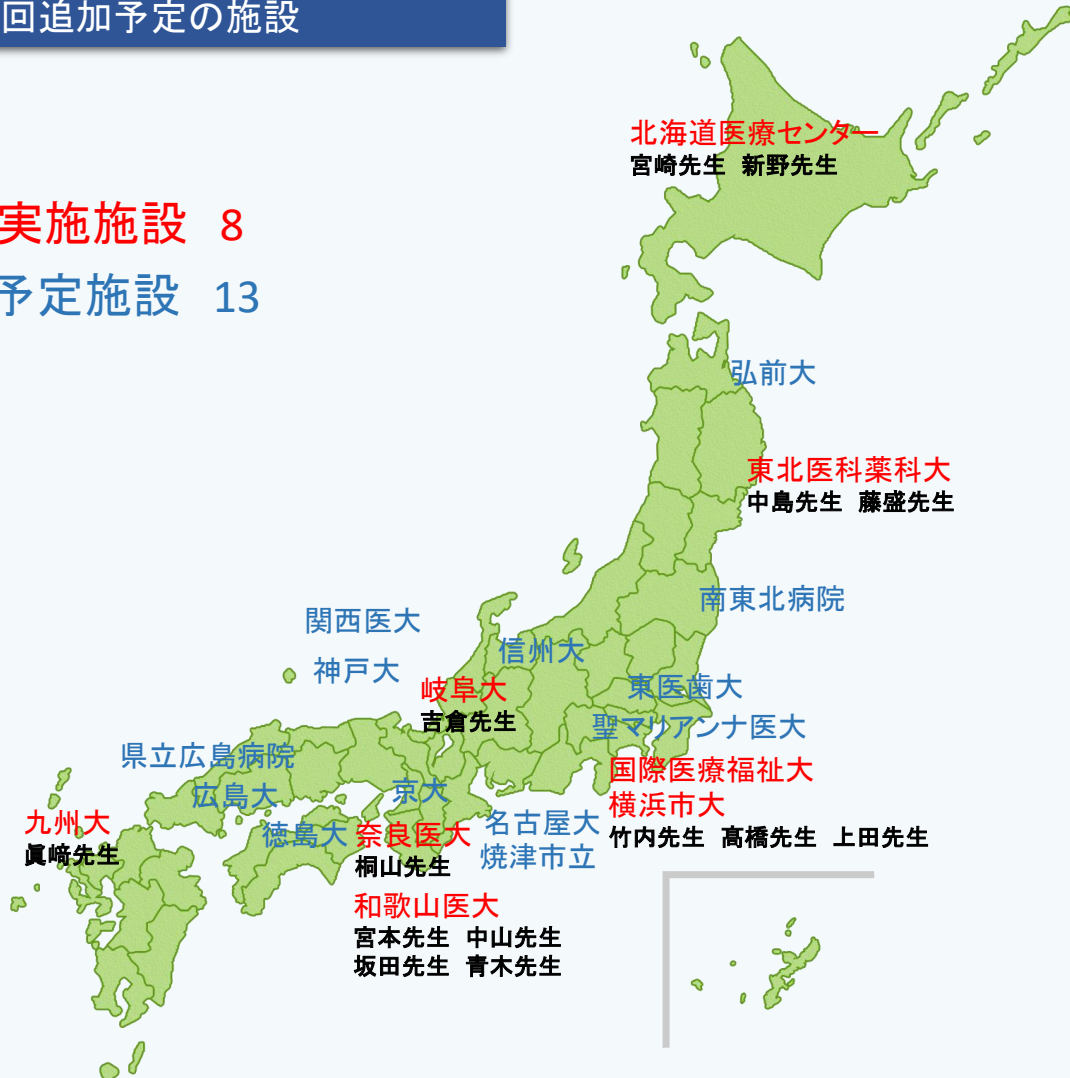 回追加予定の施設
北海道医療センター
宮崎先生 新野先生
実施施設 8
予定施設 13
弘前大
東北医科薬科大
中島先生 藤盛先生
南東北病院
関西医大
信州大
神戸大
岐阜大
吉倉先生
東医歯大
聖マリアンナ医大
県立広島病院
国際医療福祉大
横浜市大
竹内先生 髙橋先生 上田先生
広島大
京大
九州大
眞﨑先生
徳島大
奈良医大
桐山先生
名古屋大
焼津市立
和歌山医大
宮本先生 中山先生
坂田先生 青木先生